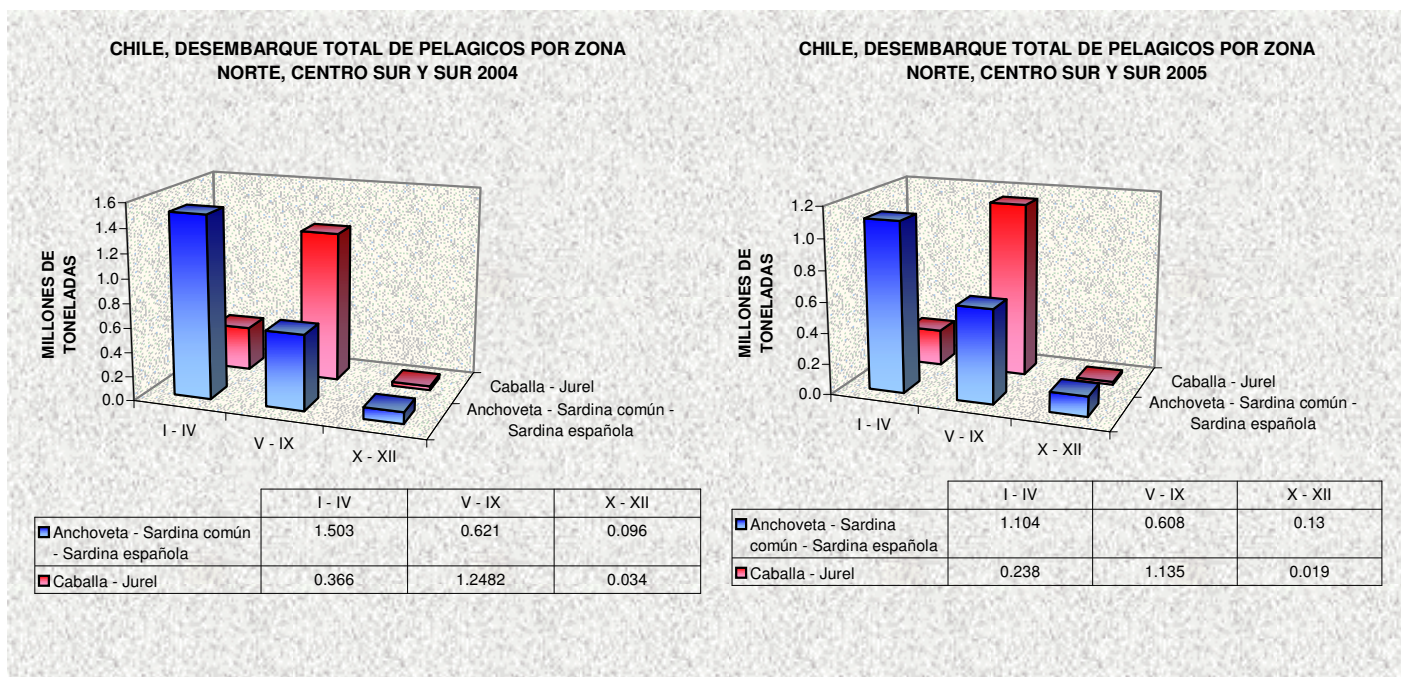 CHILE, DESEMBARQUE TOTAL DE PELAGICOS POR ZONA
NORTE, CENTRO SUR Y SUR 2004
MILLONES DE
TONELADAS
1.6
1.4
1.2
1.0
0.8
0.6
0.4
0.2
0.0
I - IV
V - IX
X - XII
Caballa - Jurel
Anchoveta - Sardina común -
Sardina española
I - IV V - IX X - XII
Anchoveta - Sardina común 1.503 0.621 0.096
- Sardina española
Caballa - Jurel 0.366 1.2482 0.034
CHILE, DESEMBARQUE TOTAL DE PELAGICOS POR ZONA
NORTE, CENTRO SUR Y SUR 2005
MILLONES DE
TONELADAS
1.2
1.0
0.8
0.6
0.4
0.2
0.0
I - IV
V - IX
X - XII
Caballa - Jurel
Anchoveta - Sardina común -
Sardina española
I - IV V - IX X - XII
Anchoveta - Sardina 1.104 0.608 0.13
común - Sardina española
Caballa - Jurel 0.238 1.135 0.019